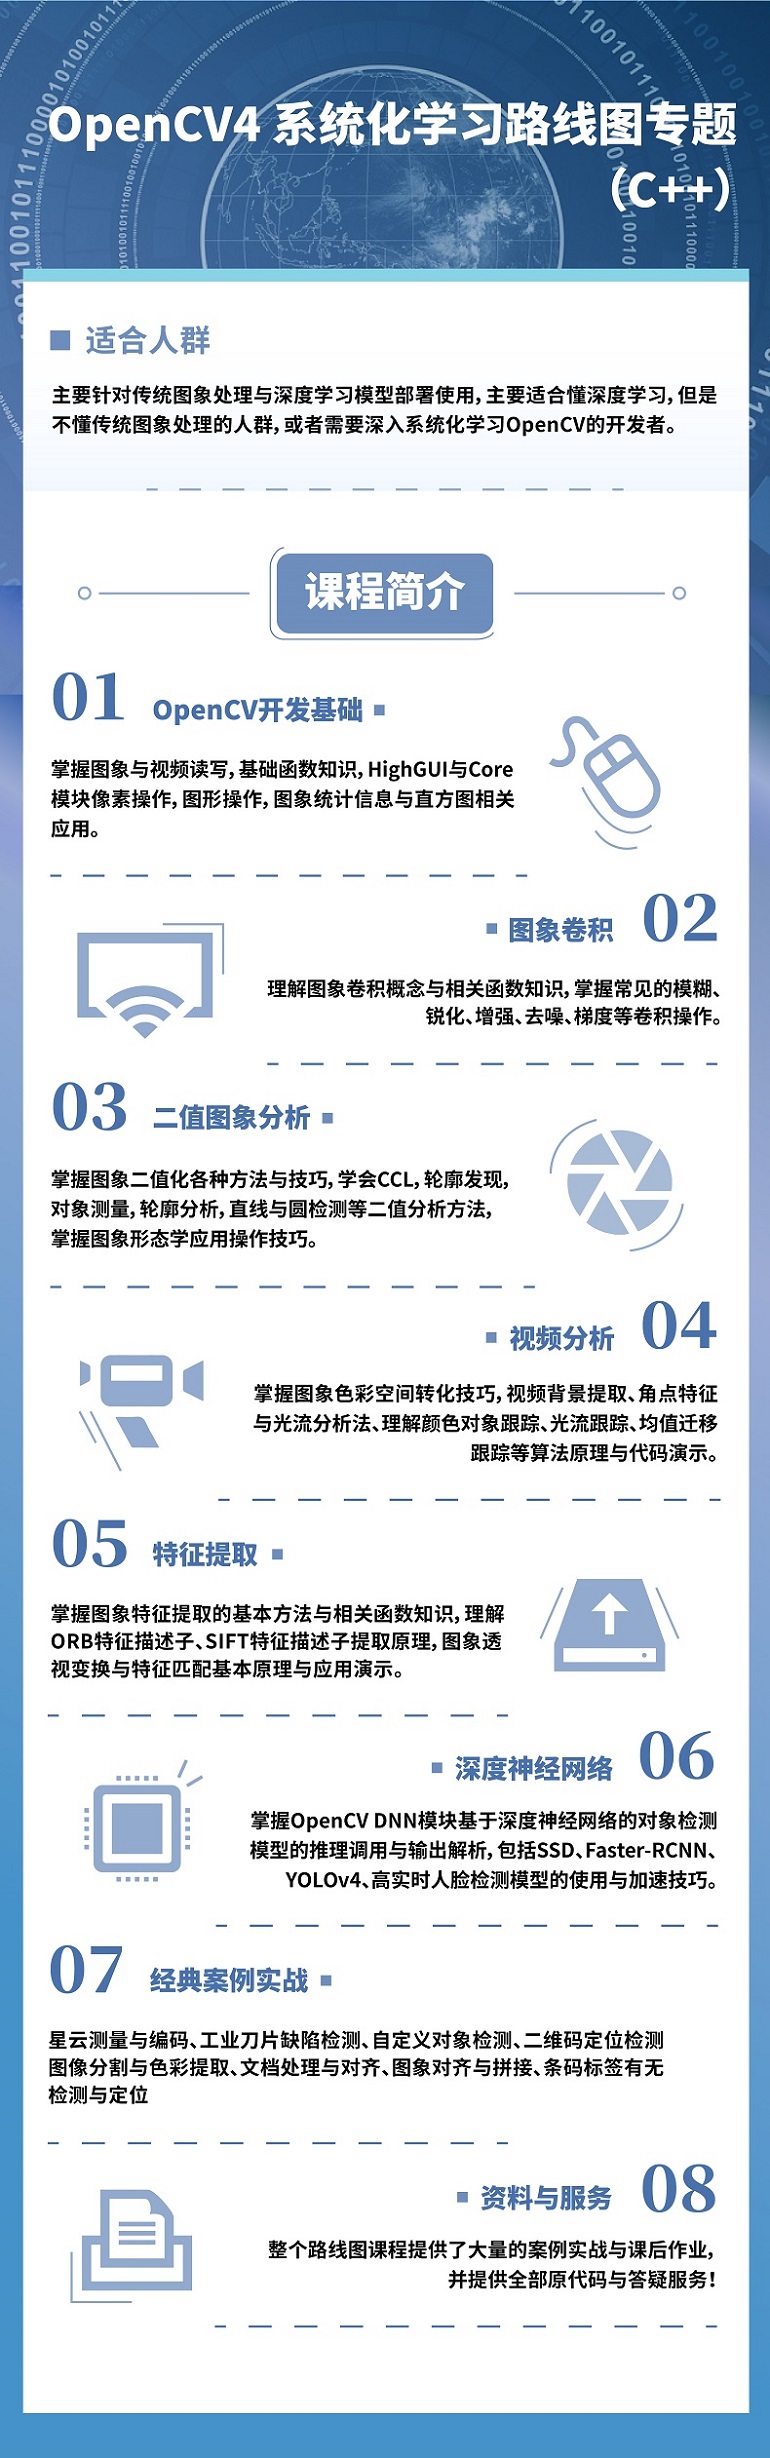 OpenCV4 系统化学习路线图专题
（C++）
适合人群
主要针对传统图象处理与深度学习模型部署使用，主要适合懂深度学习，但是
不懂传统图象处理的人群，或者需要深入系统化学习OpenCV的开发者。
课程简介
01 OpenCV开发基础
掌握图象与视频读写，基础函数知识，HighGUI与Core
模块像素操作，图形操作，图象统计信息与直方图相关
应用。
图象卷积 02
理解图象卷积概念与相关函数知识，掌握常见的模糊、
锐化、增强、去噪、梯度等卷积操作。
03 二值图象分析
掌握图象二值化各种方法与技巧，学会CCL，轮廓发现，
对象测量，轮廓分析，直线与圆检测等二值分析方法，
掌握图象形态学应用操作技巧。
视频分析 04
掌握图象色彩空间转化技巧，视频背景提取、角点特征
与光流分析法、理解颜色对象跟踪、光流跟踪、均值迁移
跟踪等算法原理与代码演示。
05 特征提取
掌握图象特征提取的基本方法与相关函数知识，理解
ORB特征描述子、SIFT特征描述子提取原理，图象透
视变换与特征匹配基本原理与应用演示。
深度神经网络 06
掌握OpenCV DNN模块基于深度神经网络的对象检测
模型的推理调用与输出解析，包括SSD、Faster-RCNN、
YOLOv4、高实时人脸检测模型的使用与加速技巧。
07 经典案例实战
星云测量与编码、工业刀片缺陷检测、自定义对象检测、二维码定位检测
图像分割与色彩提取、文档处理与对齐、图象对齐与拼接、条码标签有无
检测与定位
资料与服务 08
整个路线图课程提供了大量的案例实战与课后作业，
并提供全部原代码与答疑服务！